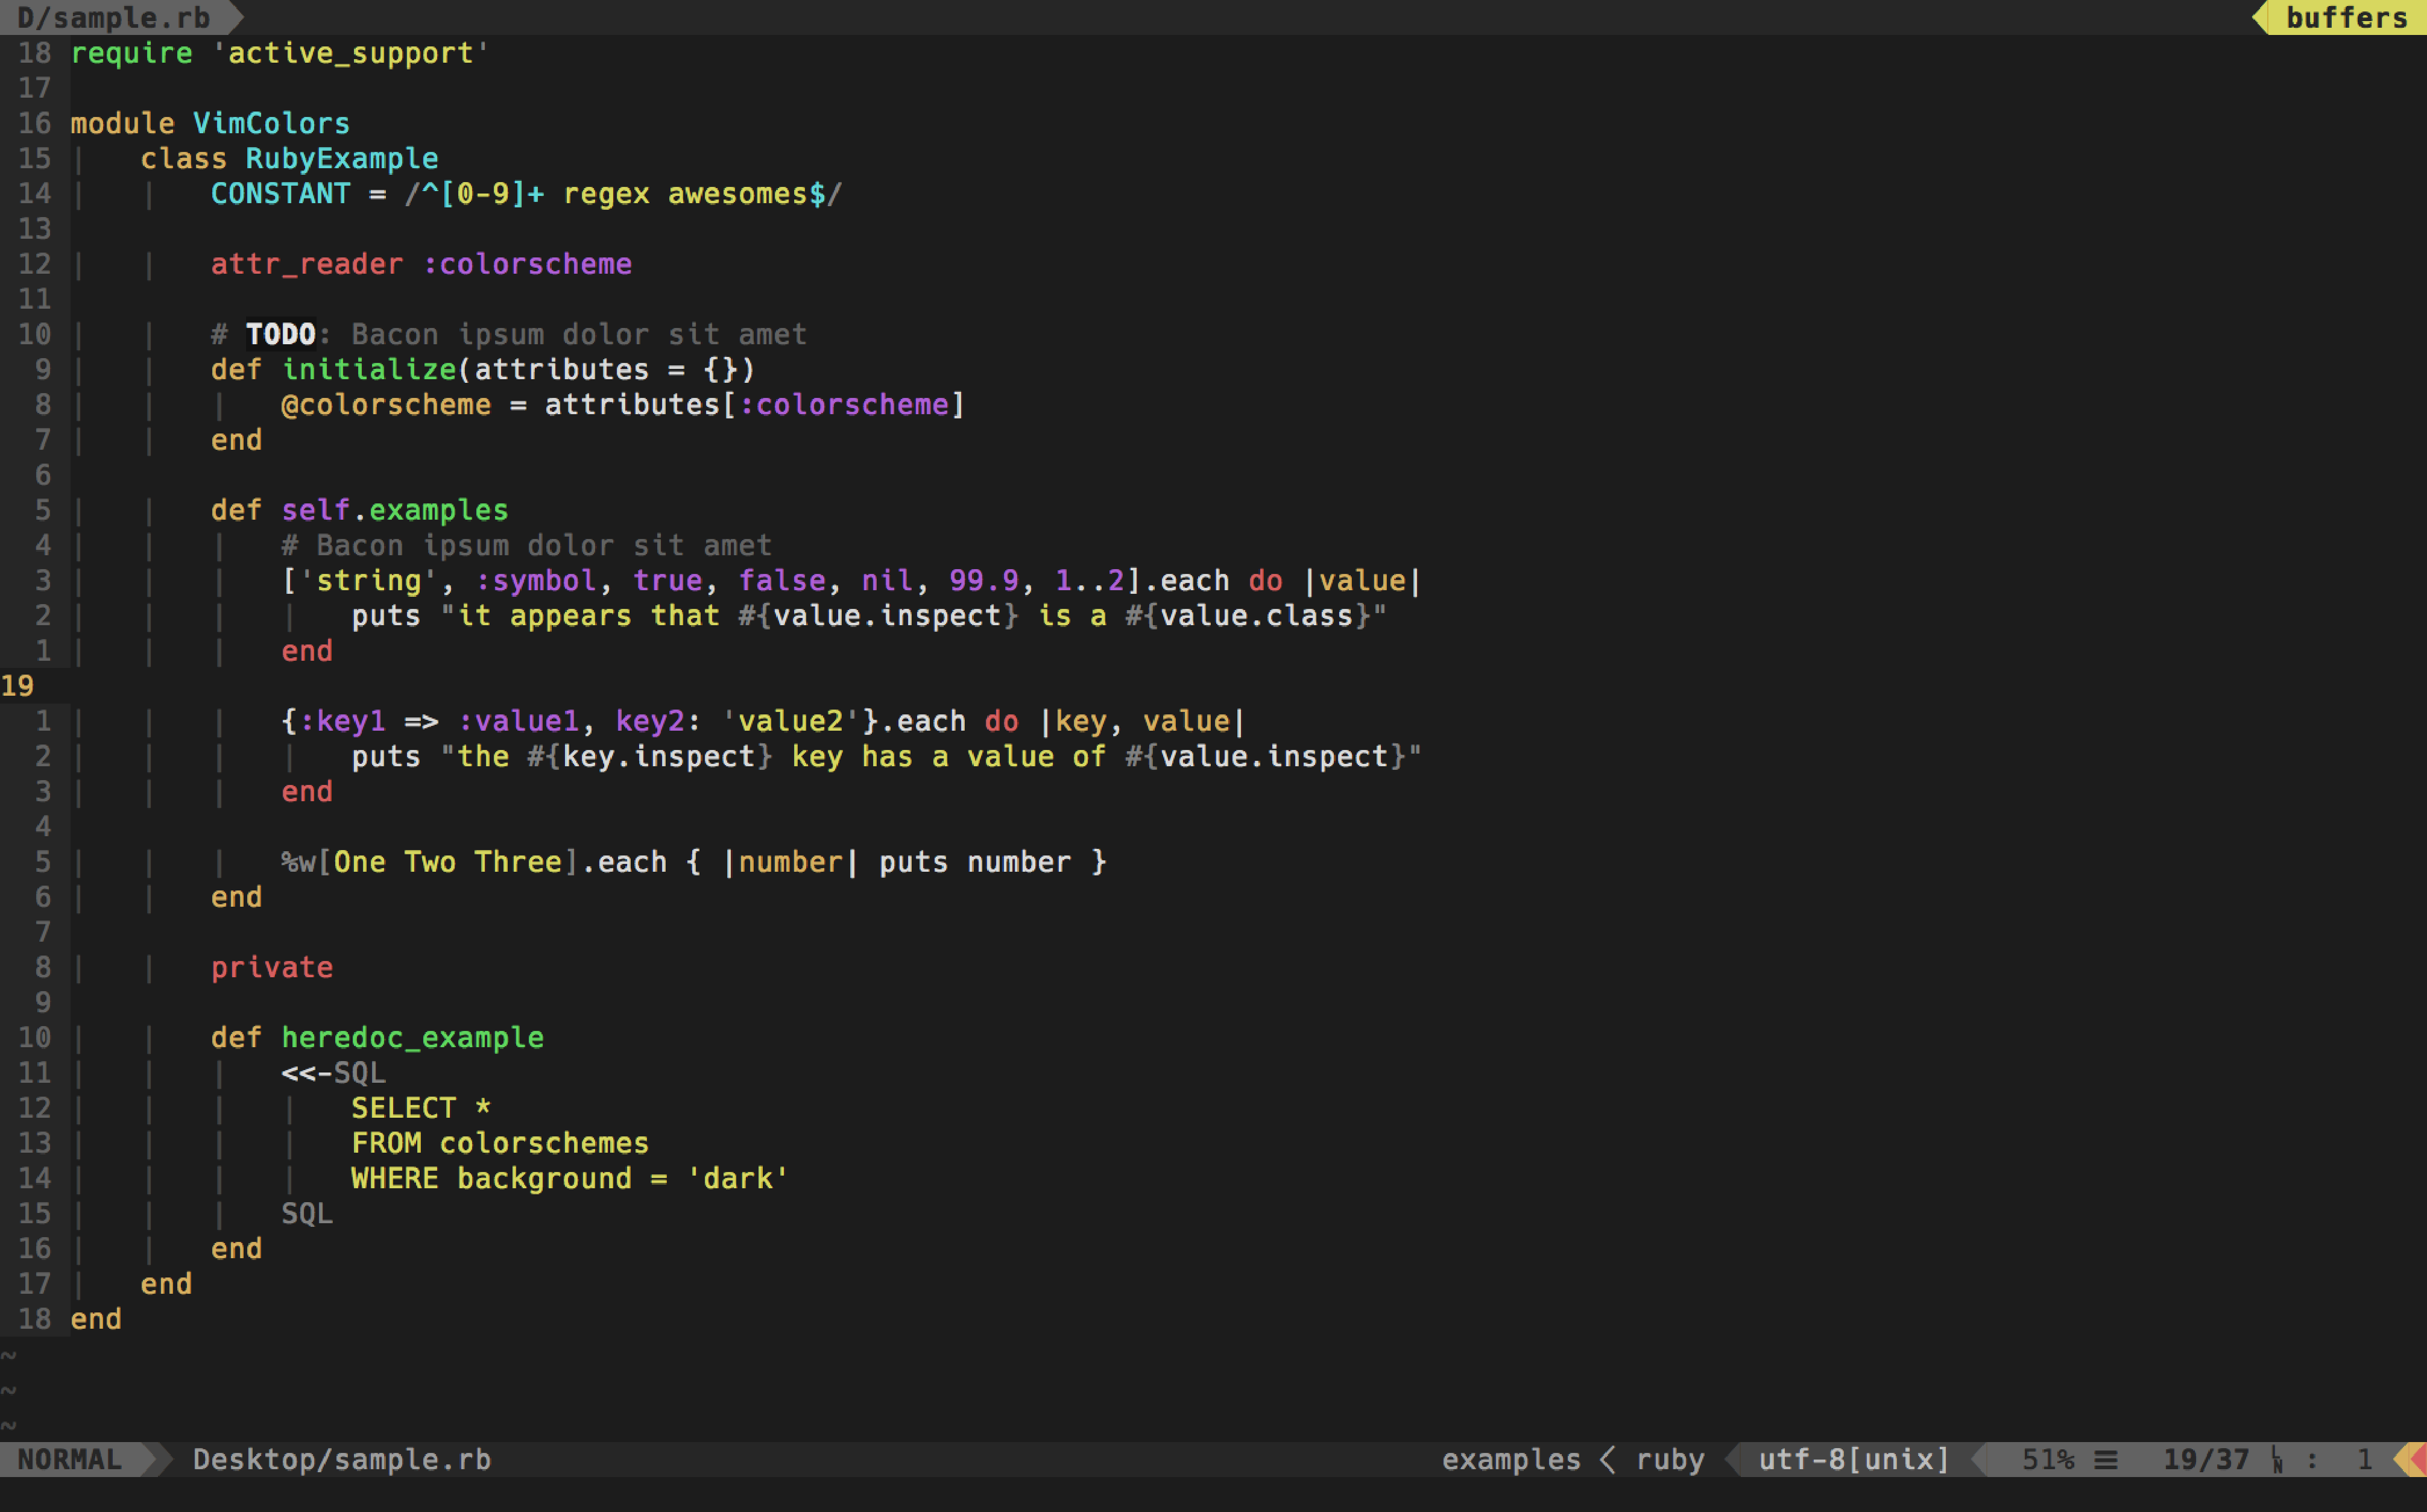 D/sample.rb buffers
18 require 'active_support'
17
16 module VimColors
15 |   class RubyExample
14 |   |   CONSTANT = /^[0-9]+ regex awesomes$/
13
12 |   |   attr_reader :colorscheme
11
10 |   |   # TODO: Bacon ipsum dolor sit amet
9 |   |   def initialize(attributes = {})
8 |   |   |   @colorscheme = attributes[:colorscheme]
7 |   |   end
6
5 |   |   def self.examples
4 |   |   |   # Bacon ipsum dolor sit amet
3 |   |   |   ['string', :symbol, true, false, nil, 99.9, 1..2].each do |value|
2 |   |   |   |   puts "it appears that #{value.inspect} is a #{value.class}"
1 |   |   |   end
19
1 |   |   |   {:key1 => :value1, key2: 'value2'}.each do |key, value|
2 |   |   |   |   puts "the #{key.inspect} key has a value of #{value.inspect}"
3 |   |   |   end
4
5 |   |   |   %w[One Two Three].each { |number| puts number }
6 |   |   end
7
8 |   |   private
9
10 |   |   def heredoc_example
11 |   |   |   <<-SQL
12 |   |   |   |   SELECT *
13 |   |   |   |   FROM colorschemes
14 |   |   |   |   WHERE background = 'dark'
15 |   |   |   SQL
16 |   |   end
17 |   end
18 end
~
~
~
NORMAL Desktop/sample.rb examples < ruby utf-8[unix] 51% ☰ 19/37 ␤ : 1